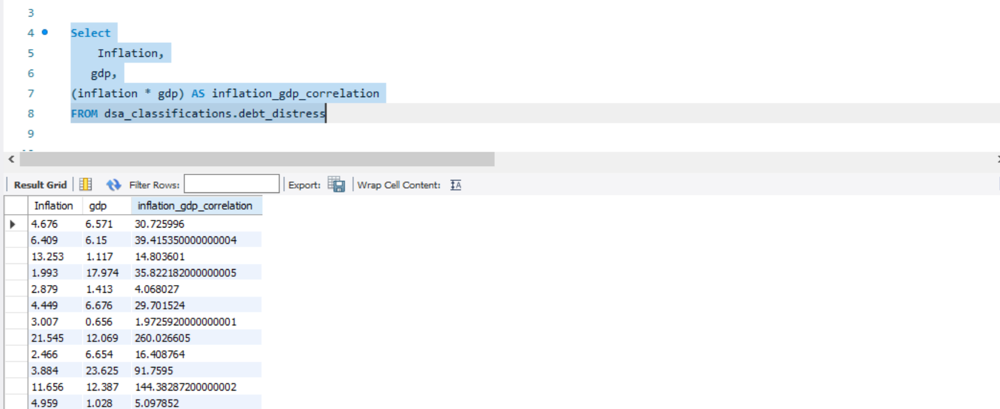 3
4 Select
5 Inflation,
6 gdp,
7 (inflation * gdp) AS inflation_gdp_correlation
8 FROM dsa_classifications.debt_distress
9
Result Grid Filter Rows: Export: Wrap Cell Content:
Inflation gdp inflation_gdp_correlation
4.676 6.571 30.725996
6.409 6.15 39.415350000000004
13.253 1.117 14.803601
1.993 17.974 35.822182000000005
2.879 1.413 4.068027
4.449 6.676 29.701524
3.007 0.656 1.9725920000000001
21.545 12.069 260.026605
2.466 6.654 16.408764
3.884 23.625 91.7595
11.656 12.387 144.38287200000002
4.959 1.028 5.097852